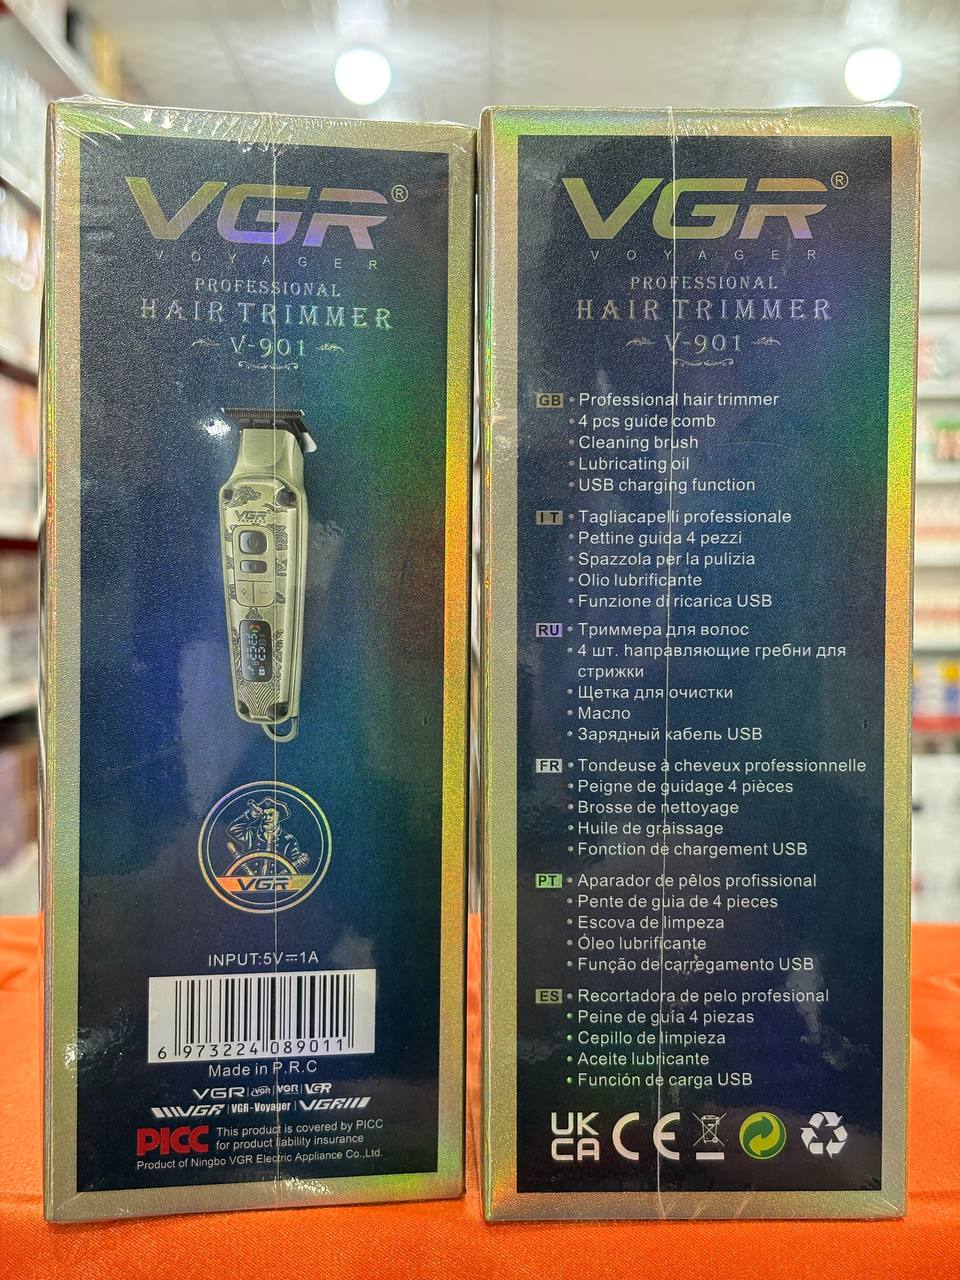 VGR®
VOYAGER
PROFESSIONAL
HAIR TRIMMER
V-901
VGR
VGR
INPUT:5V⎓1A
6 973224 089011
Made in P.R.C
VGR | VGR | VGR | VGR
VGR | VGR-Voyager | VGR
PICC This product is covered by PICC
for product liability insurance
Product of Ningbo VGR Electric Appliance Co.,Ltd.
VGR®
VOYAGER
PROFESSIONAL
HAIR TRIMMER
V-901
GB • Professional hair trimmer
• 4 pcs guide comb
• Cleaning brush
• Lubricating oil
• USB charging function
IT • Tagliacapelli professionale
• Pettine guida 4 pezzi
• Spazzola per la pulizia
• Olio lubrificante
• Funzione di ricarica USB
RU • Триммера для волос
• 4 шт. hаправляющие гребни для
стрижки
• Щетка для очистки
• Масло
• Зарядный кабель USB
FR • Tondeuse à cheveux professionnelle
• Peigne de guidage 4 pièces
• Brosse de nettoyage
• Huile de graissage
• Fonction de chargement USB
PT • Aparador de pêlos profissional
• Pente de guia de 4 pieces
• Escova de limpeza
• Óleo lubrificante
• Função de carregamento USB
ES • Recortadora de pelo profesional
• Peine de guía 4 piezas
• Cepillo de limpieza
• Aceite lubricante
• Función de carga USB
UK
CA CE